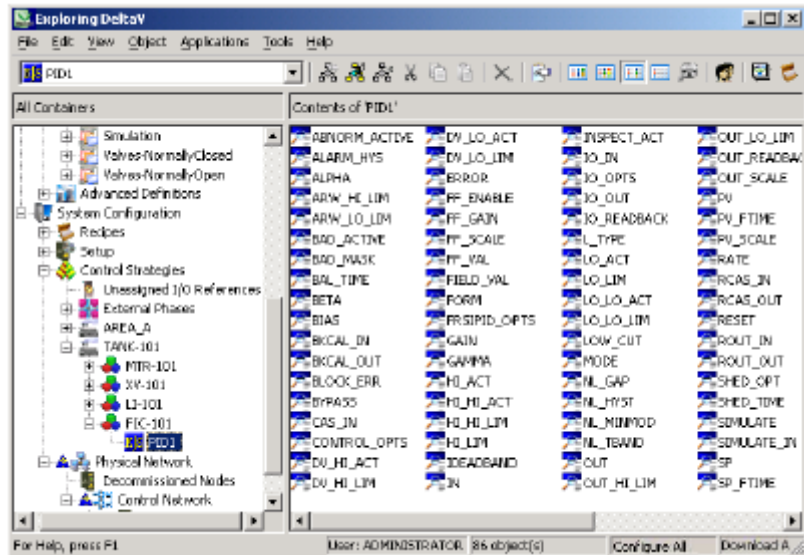 Exploring DeltaV
File Edit View Object Applications Tools Help
PID1
All Containers
Contents of 'PID1'
Simulation
Valves-NormallyClosed
Valves-NormallyOpen
Advanced Definitions
System Configuration
Recipes
Setup
Control Strategies
Unassigned I/O References
External Phases
AREA_A
TANK-101
MTR-101
XV-101
LI-101
FIC-101
PID1
Physical Network
Decommissioned Nodes
Control Network
ABNORM_ACTIVE
ALARM_HYS
ALPHA
ARW_HI_LIM
ARW_LO_LIM
BAD_ACTIVE
BAD_MASK
BAL_TIME
BETA
BIAS
BKCAL_IN
BKCAL_OUT
BLOCK_ERR
BYPASS
CAS_IN
CONTROL_OPTS
DV_HI_ACT
DV_HI_LIM
DV_LO_ACT
DV_LO_LIM
ERROR
FF_ENABLE
FF_GAIN
FF_SCALE
FF_VAL
FIELD_VAL
FORM
FRSIPID_OPTS
GAIN
GAMMA
HI_ACT
HI_HI_ACT
HI_HI_LIM
HI_LIM
IDEADBAND
IN
INSPECT_ACT
IO_IN
IO_OPTS
IO_OUT
IO_READBACK
L_TYPE
LO_ACT
LO_LIM
LO_LO_ACT
LO_LO_LIM
LOW_CUT
MODE
NL_GAP
NL_HYST
NL_MINMOD
NL_TBAND
OUT
OUT_HI_LIM
OUT_LO_LIM
OUT_READBA
OUT_SCALE
PV
PV_FTIME
PV_SCALE
RATE
RCAS_IN
RCAS_OUT
RESET
ROUT_IN
ROUT_OUT
SHED_OPT
SHED_TIME
SIMULATE
SIMULATE_IN
SP
SP_FTIME
For Help, press F1
User: ADMINISTRATOR
86 object(s)
Configure All
Download A